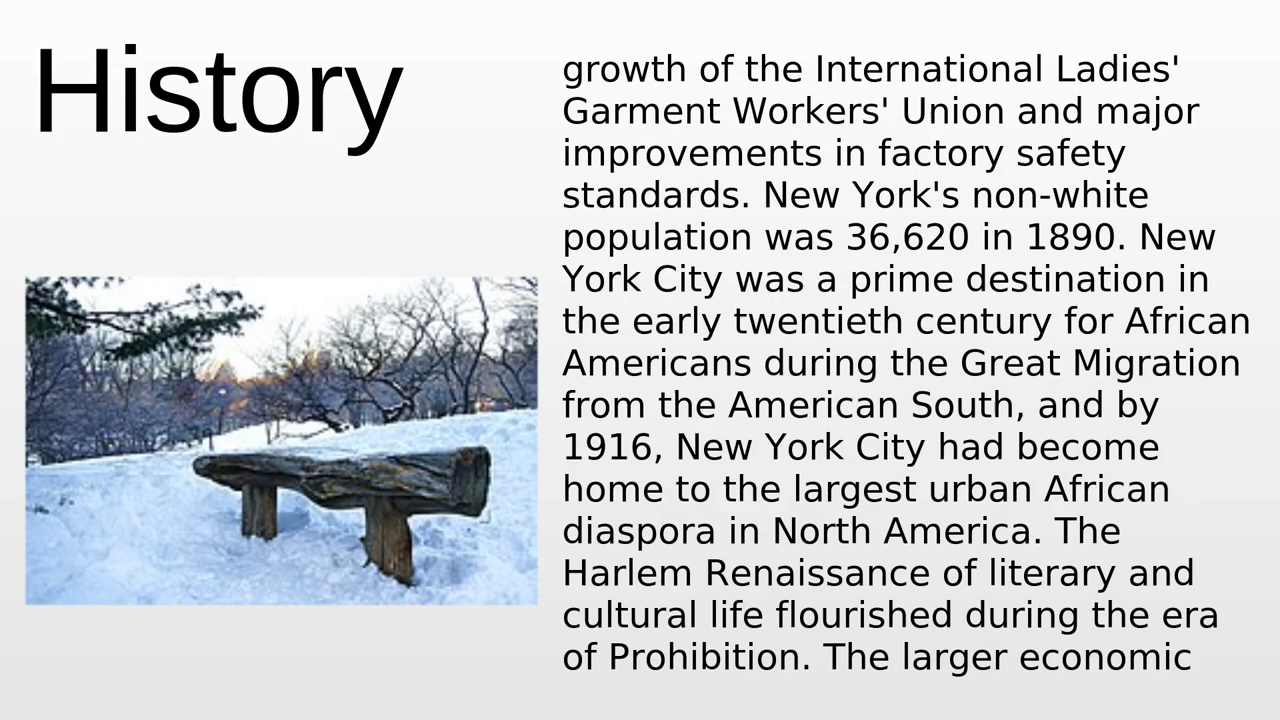 History
growth of the International Ladies'
Garment Workers' Union and major
improvements in factory safety
standards. New York's non-white
population was 36,620 in 1890. New
York City was a prime destination in
the early twentieth century for African
Americans during the Great Migration
from the American South, and by
1916, New York City had become
home to the largest urban African
diaspora in North America. The
Harlem Renaissance of literary and
cultural life flourished during the era
of Prohibition. The larger economic